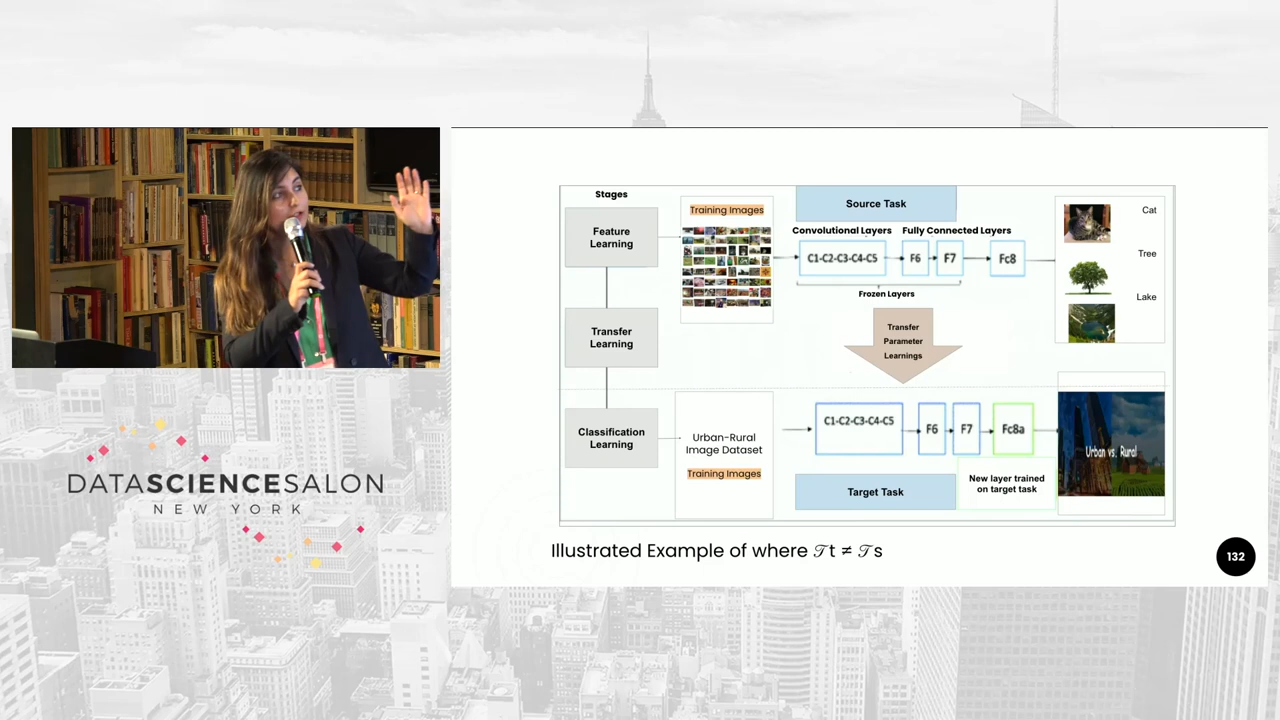 Stages
Feature
Learning
Transfer
Learning
Classification
Learning
Training Images
Source Task
Convolutional Layers
Fully Connected Layers
C1-C2-C3-C4-C5
F6
F7
Fc8
Frozen Layers
Cat
Tree
Lake
Transfer
Parameter
Learnings
Urban-Rural
Image Dataset
Training Images
C1-C2-C3-C4-C5
F6
F7
Fc8a
Urban vs. Rural
Target Task
New layer trained
on target task
Illustrated Example of where 𝒯t ≠ 𝒯s
132
DATASCIENCESALON
NEW YORK